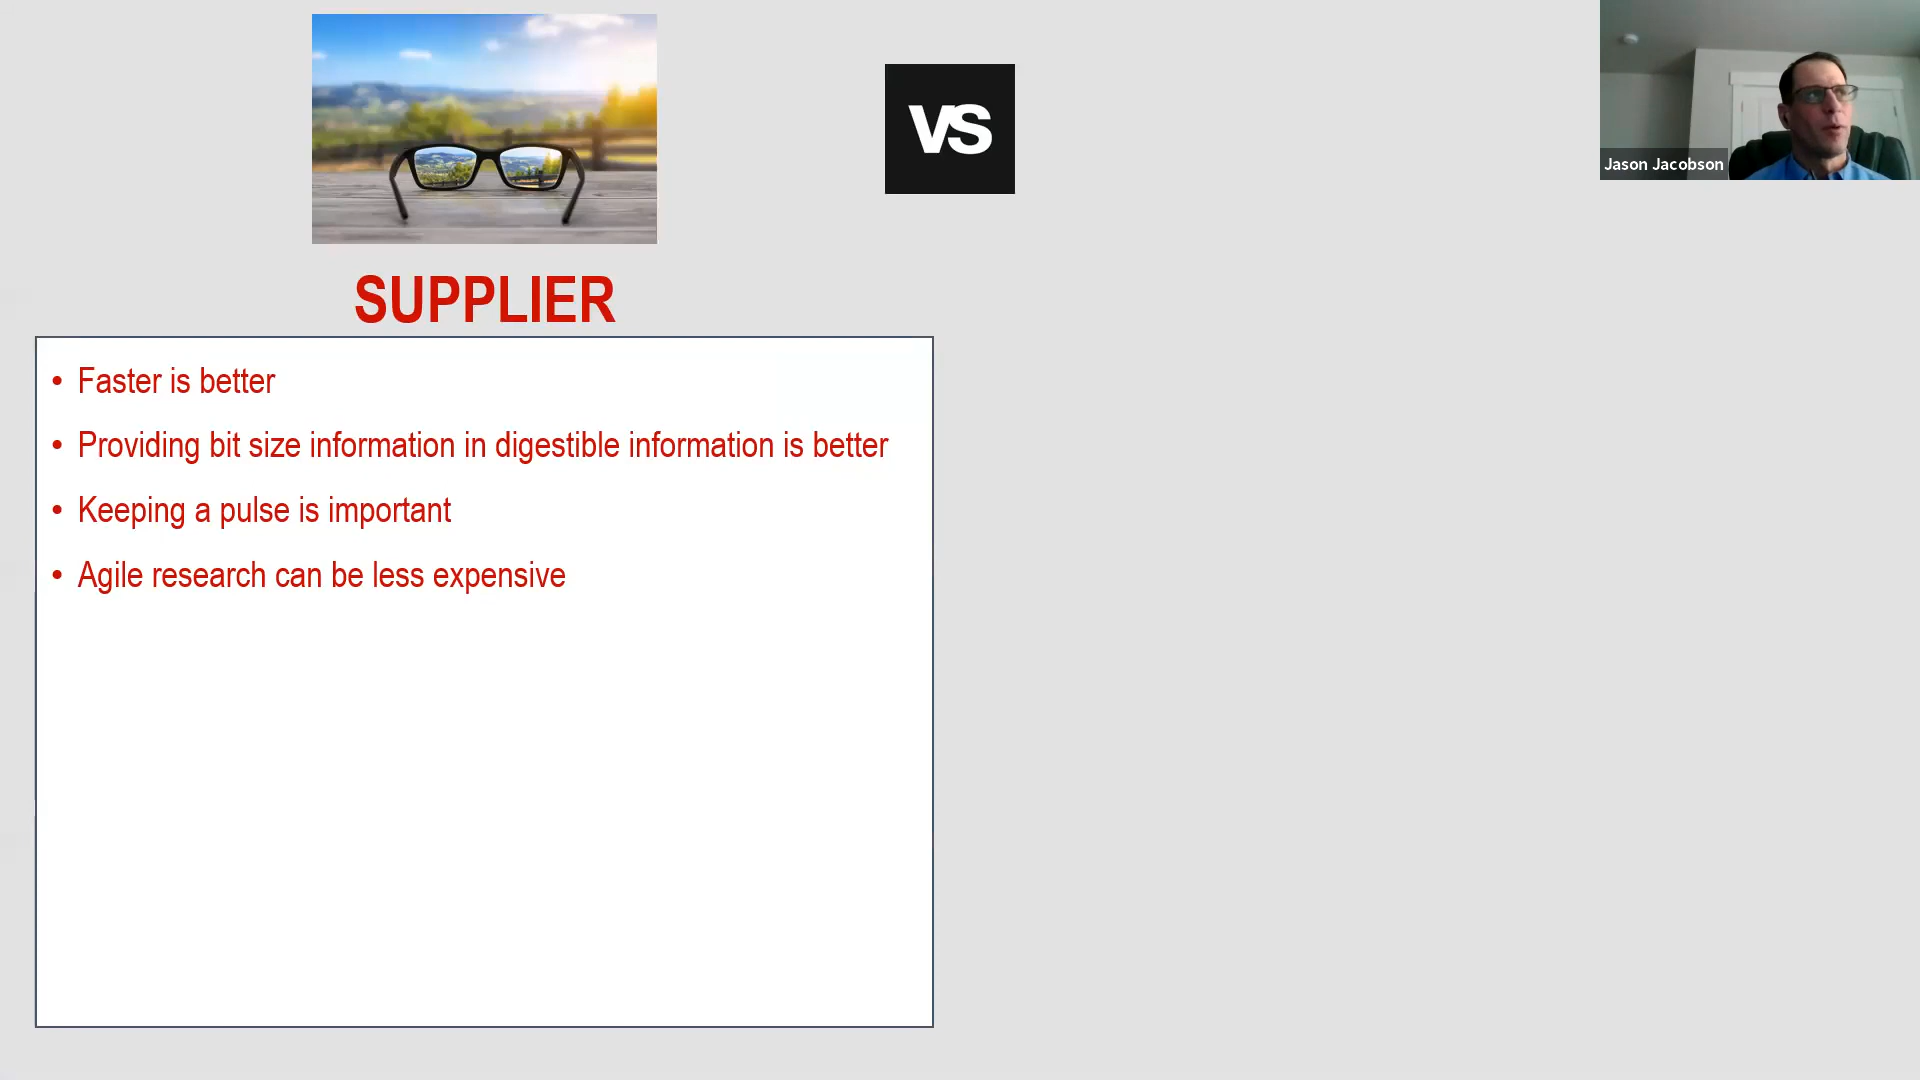 VS
Jason Jacobson
SUPPLIER
• Faster is better
• Providing bit size information in digestible information is better
• Keeping a pulse is important
• Agile research can be less expensive